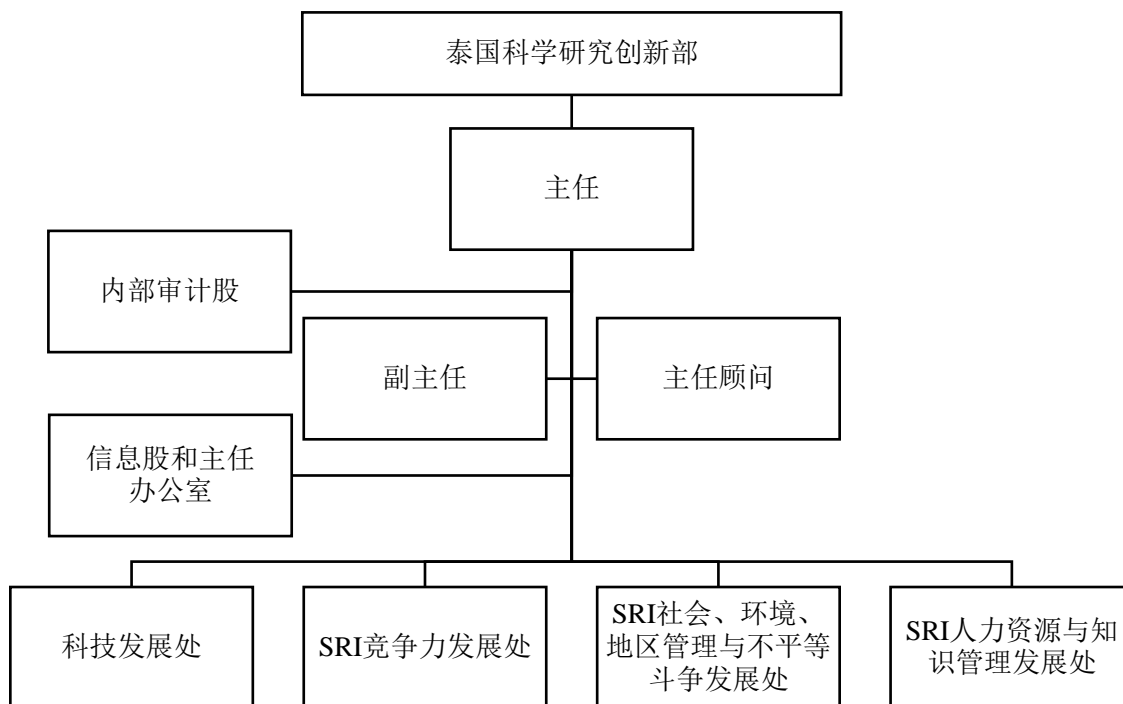 泰国科学研究创新部
主任
内部审计股
副主任
主任顾问
信息股和主任
办公室
科技发展处
SRI竞争力发展处
SRI社会、环境、
地区管理与不平等
斗争发展处
SRI人力资源与知
识管理发展处